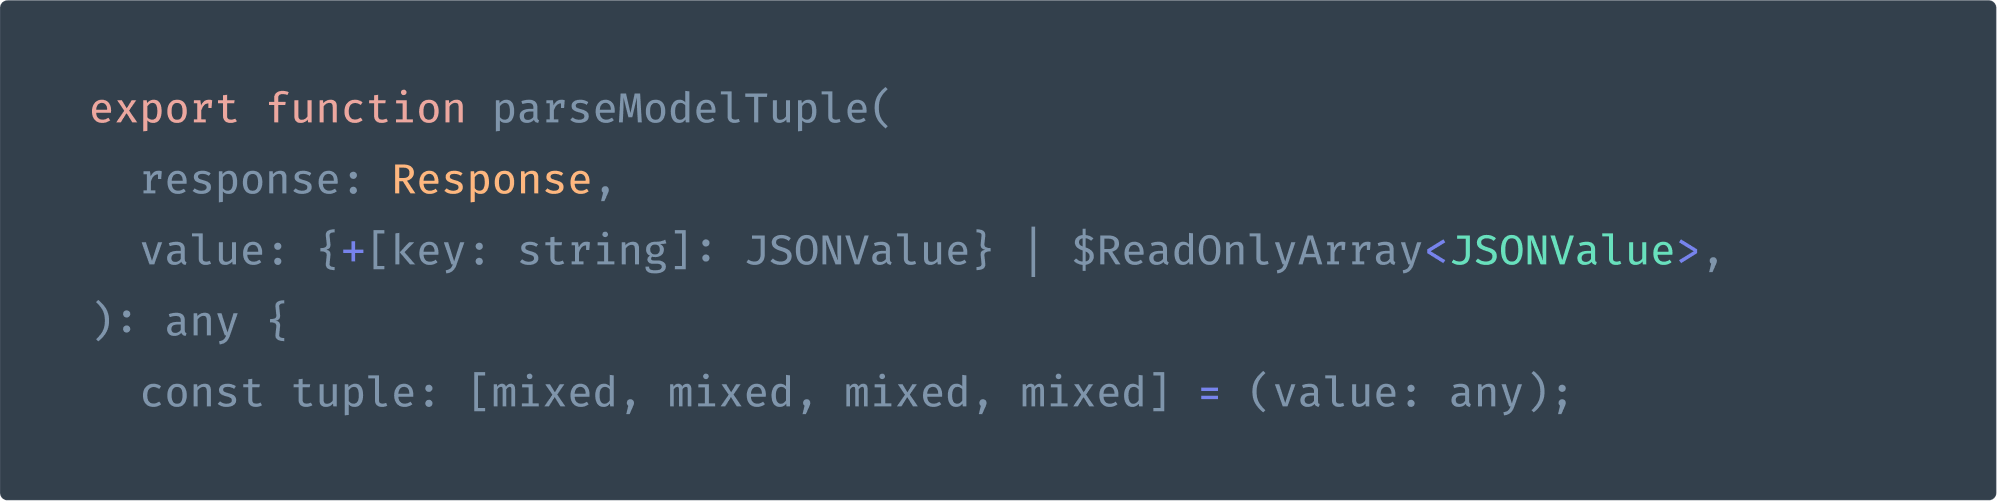 export function parseModelTuple(
  response: Response,
  value: {+[key: string]: JSONValue} | $ReadOnlyArray<JSONValue>,
): any {
  const tuple: [mixed, mixed, mixed, mixed] = (value: any);